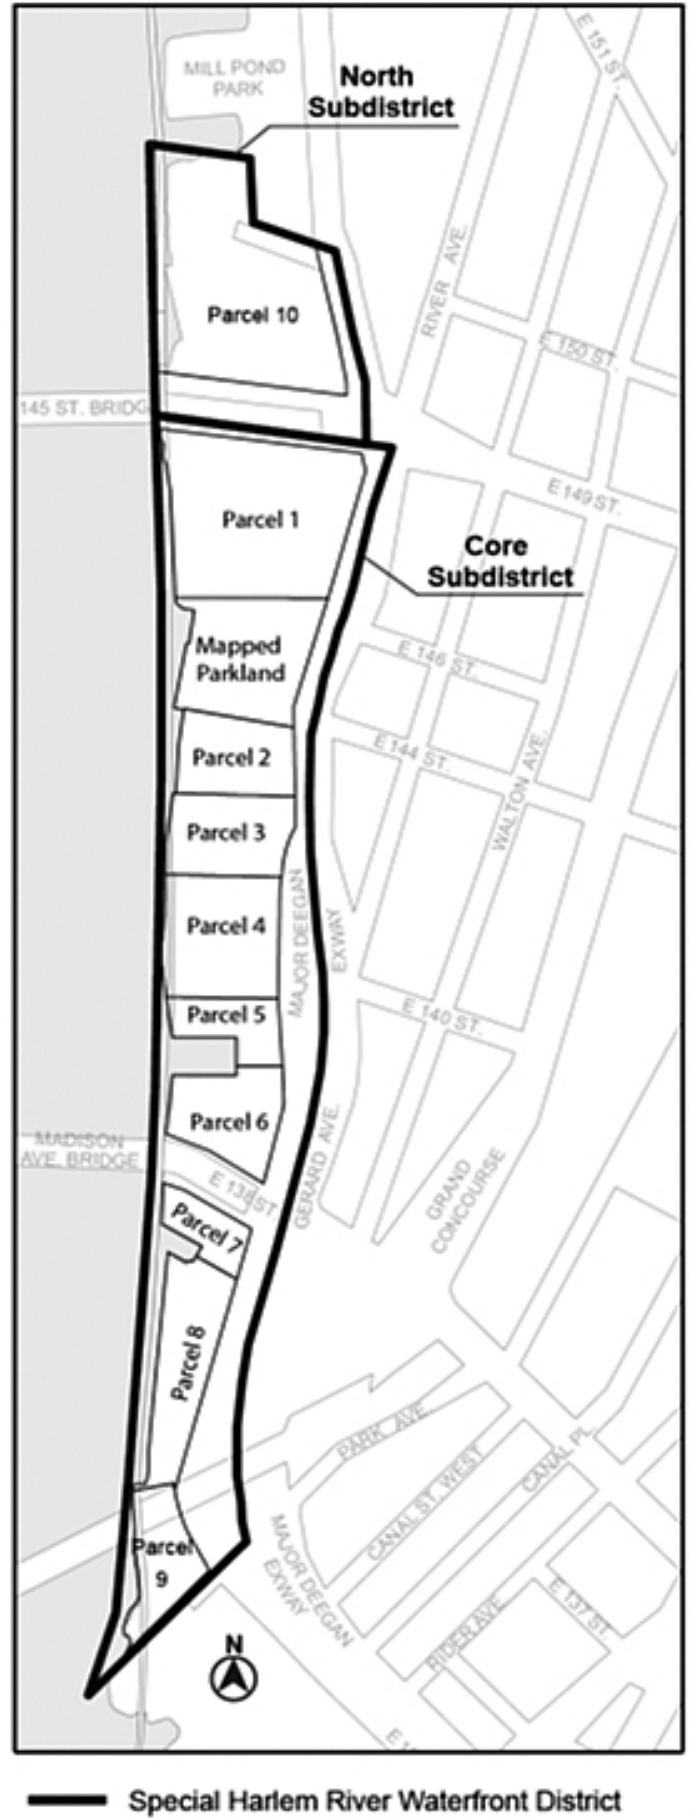 MILL POND
PARK
North
Subdistrict
E 151 ST.
RIVER AVE.
Parcel 10
E 150 ST.
145 ST. BRIDG
E 149 ST.
Parcel 1
Core
Subdistrict
Mapped
Parkland
E 146 ST.
Parcel 2
E 144 ST.
WALTON AVE.
Parcel 3
MAJOR DEEGAN
EXWAY
Parcel 4
Parcel 5
E 140 ST.
Parcel 6
MADISON
AVE. BRIDGE
E 138 ST
GERARD AVE.
GRAND
CONCOURSE
Parcel 7
Parcel 8
PARK AVE.
CANAL ST. WEST
CANAL PL.
Parcel
9
MAJOR DEEGAN
EXWAY
E 137 ST.
RIDER AVE
N
Special Harlem River Waterfront District